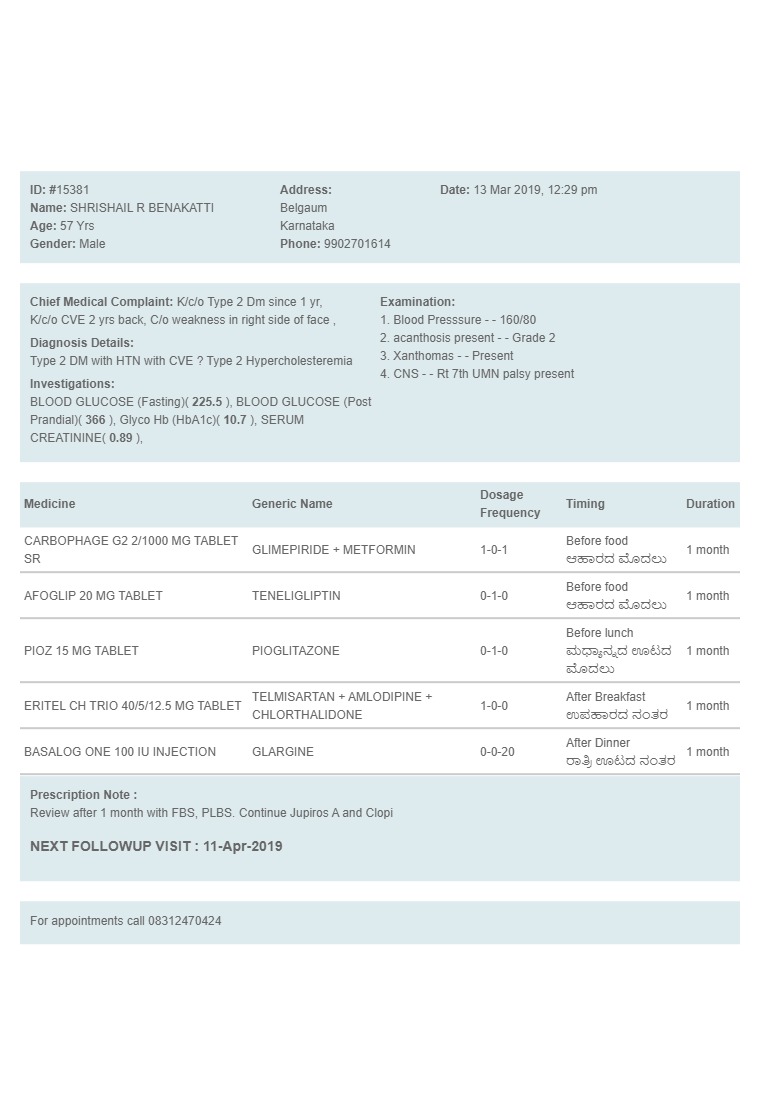 ID: #15381
Name: SHRISHAIL R BENAKATTI
Age: 57 Yrs
Gender: Male
Address:
Belgaum
Karnataka
Phone: 9902701614
Date: 13 Mar 2019, 12:29 pm
Chief Medical Complaint: K/c/o Type 2 Dm since 1 yr,
K/c/o CVE 2 yrs back, C/o weakness in right side of face ,
Diagnosis Details:
Type 2 DM with HTN with CVE ? Type 2 Hypercholesteremia
Investigations:
BLOOD GLUCOSE (Fasting)( 225.5 ), BLOOD GLUCOSE (Post
Prandial)( 366 ), Glyco Hb (HbA1c)( 10.7 ), SERUM
CREATININE( 0.89 ),
Examination:
1. Blood Presssure - - 160/80
2. acanthosis present - - Grade 2
3. Xanthomas - - Present
4. CNS - - Rt 7th UMN palsy present
Medicine Generic Name Dosage Frequency Timing Duration
CARBOPHAGE G2 2/1000 MG TABLET SR GLIMEPIRIDE + METFORMIN 1-0-1 Before food ಆಹಾರದ ಮೊದಲು 1 month
AFOGLIP 20 MG TABLET TENELIGLIPTIN 0-1-0 Before food ಆಹಾರದ ಮೊದಲು 1 month
PIOZ 15 MG TABLET PIOGLITAZONE 0-1-0 Before lunch ಮಧ್ಯಾನ್ನದ ಊಟದ ಮೊದಲು 1 month
ERITEL CH TRIO 40/5/12.5 MG TABLET TELMISARTAN + AMLODIPINE + CHLORTHALIDONE 1-0-0 After Breakfast ಉಪಹಾರದ ನಂತರ 1 month
BASALOG ONE 100 IU INJECTION GLARGINE 0-0-20 After Dinner ರಾತ್ರಿ ಊಟದ ನಂತರ 1 month
Prescription Note :
Review after 1 month with FBS, PLBS. Continue Jupiros A and Clopi
NEXT FOLLOWUP VISIT : 11-Apr-2019
For appointments call 08312470424